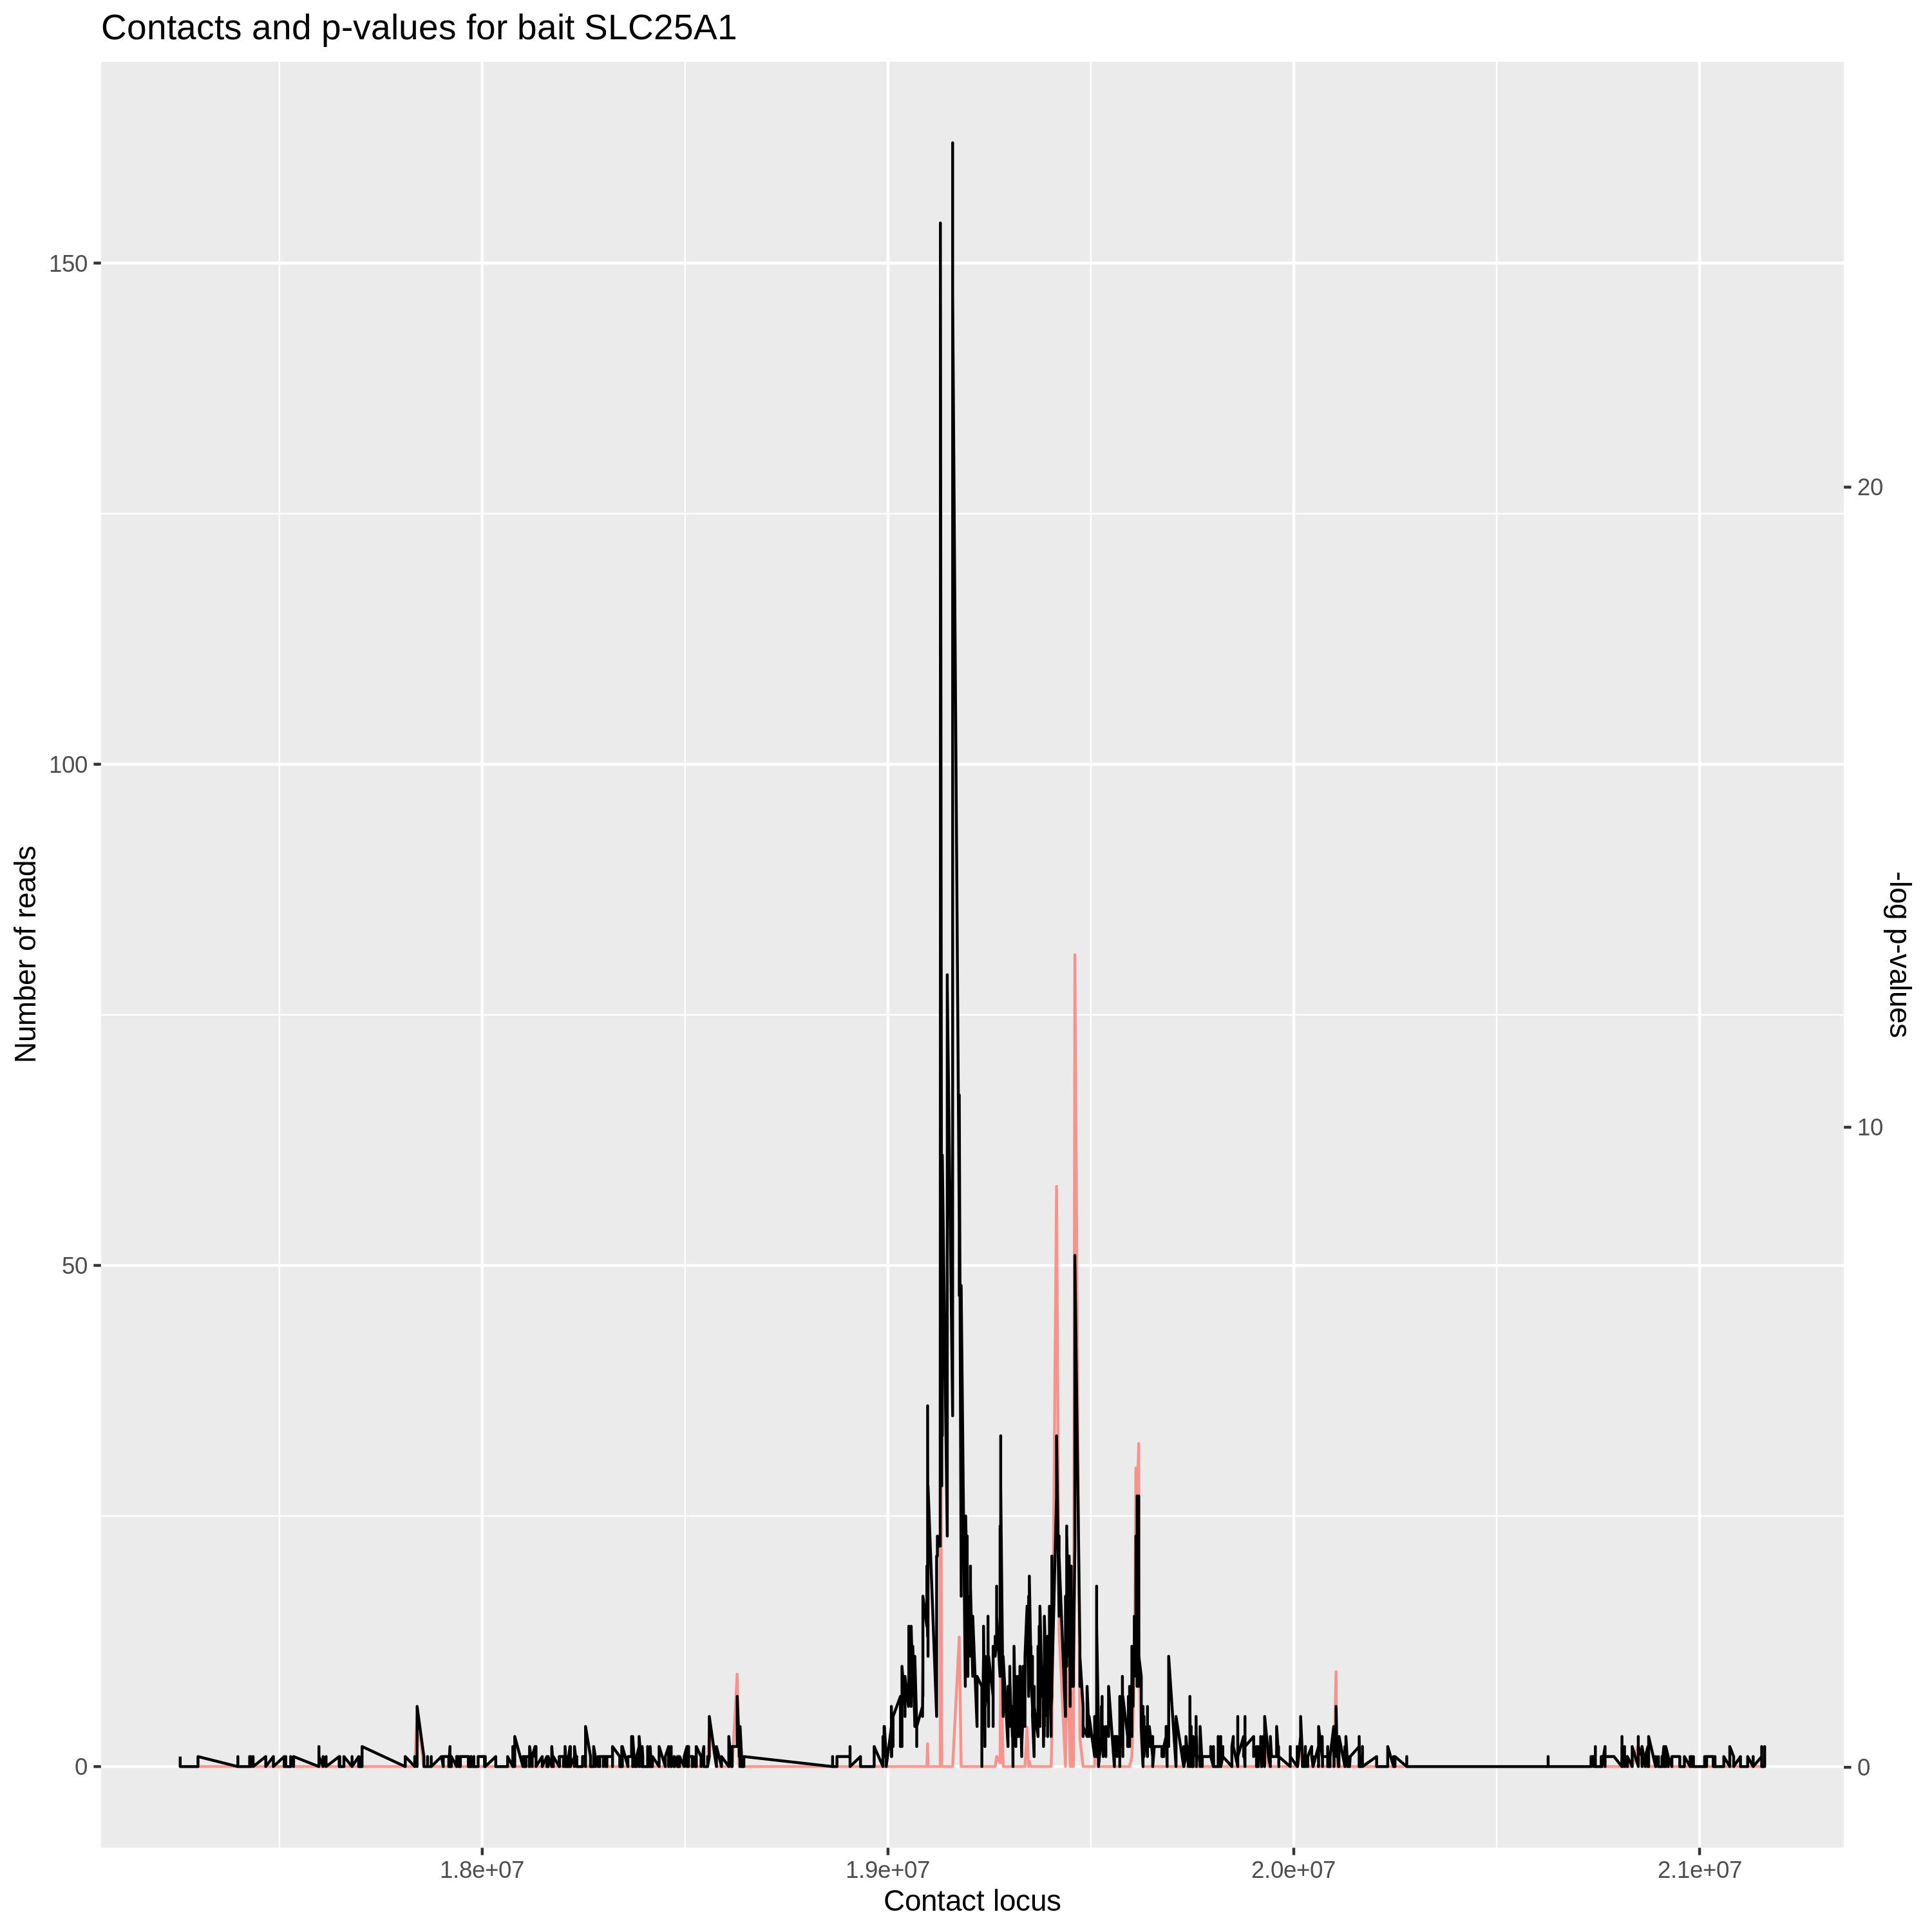 Contacts and p-values for bait SLC25A1
150
100
50
0
20
10
0
Number of reads
-log p-values
1.8e+07
1.9e+07
2.0e+07
2.1e+07
Contact locus